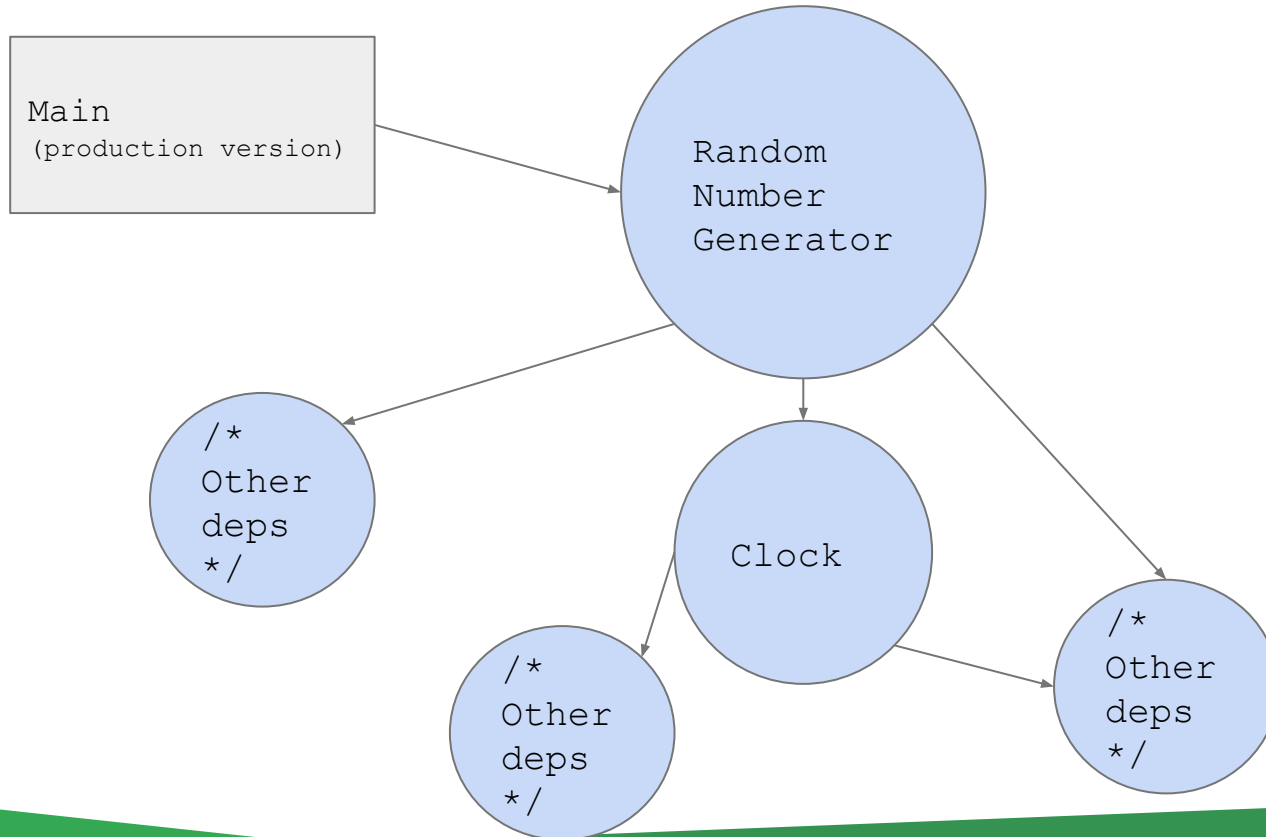 Main
(production version)
Random
Number
Generator
/*
Other
deps
*/
Clock
/*
Other
deps
*/
/*
Other
deps
*/